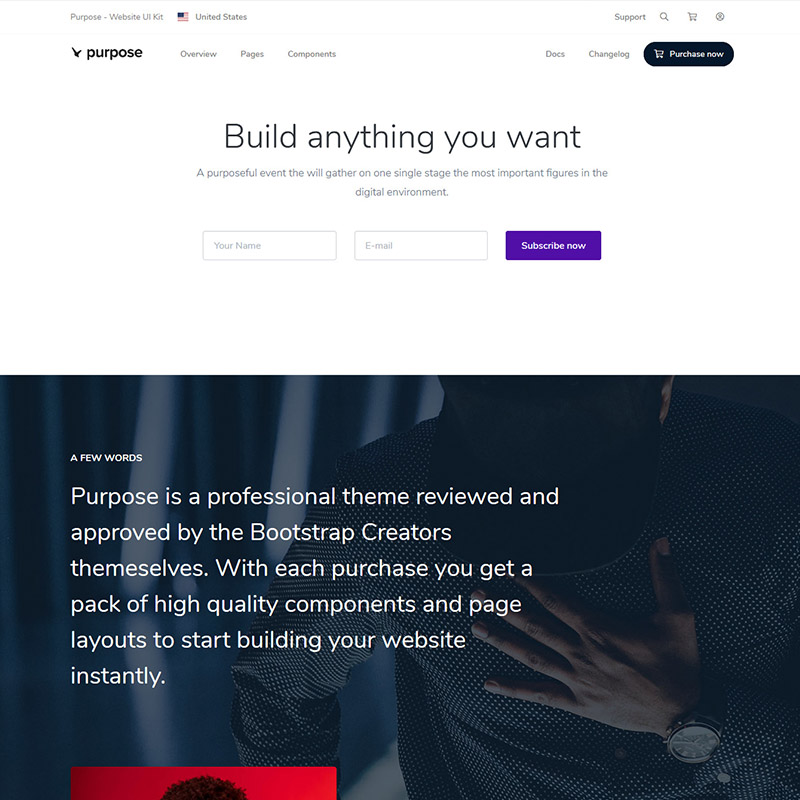 Purpose - Website UI Kit United States Support
purpose Overview Pages Components Docs Changelog Purchase now
Build anything you want
A purposeful event the will gather on one single stage the most important figures in the
digital environment.
Your Name E-mail Subscribe now
A FEW WORDS
Purpose is a professional theme reviewed and
approved by the Bootstrap Creators
themeselves. With each purchase you get a
pack of high quality components and page
layouts to start building your website
instantly.